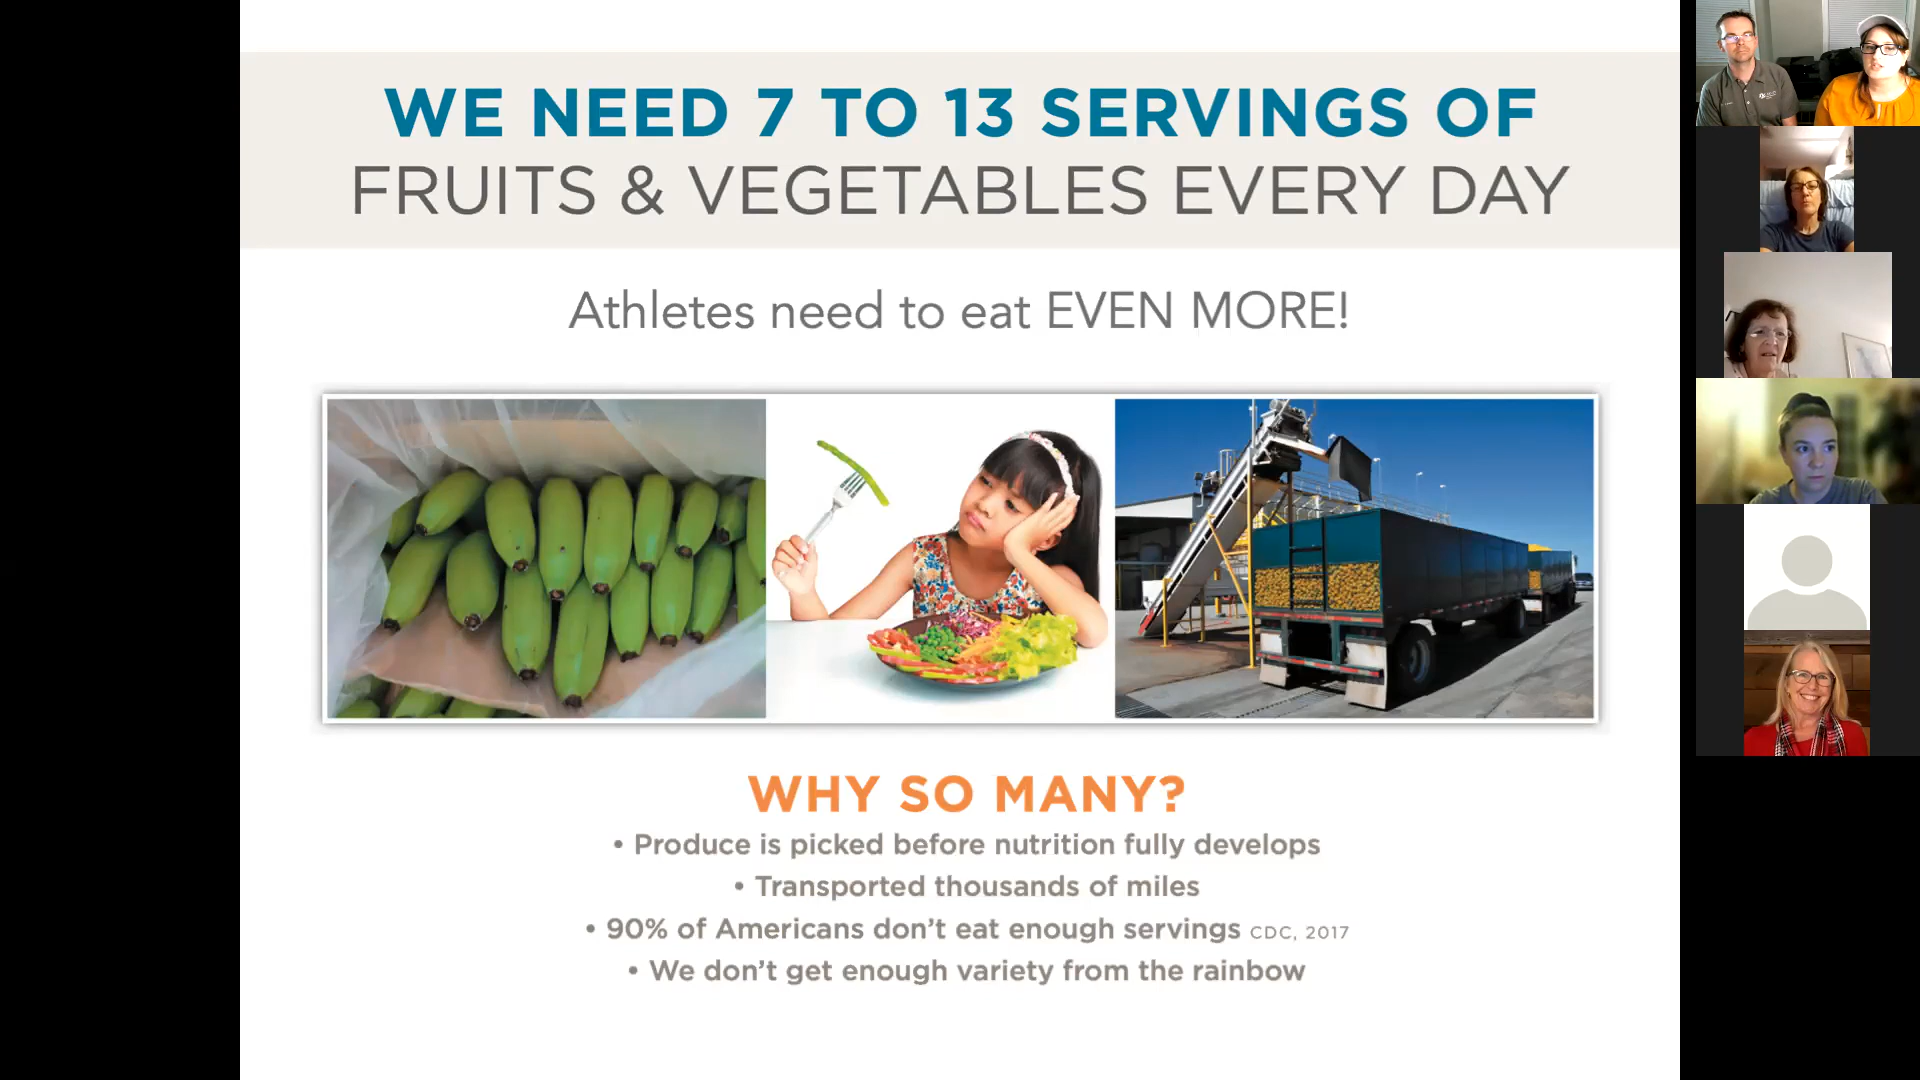 WE NEED 7 TO 13 SERVINGS OF
FRUITS & VEGETABLES EVERY DAY
Athletes need to eat EVEN MORE!
WHY SO MANY?
• Produce is picked before nutrition fully develops
• Transported thousands of miles
• 90% of Americans don't eat enough servings CDC, 2017
• We don't get enough variety from the rainbow